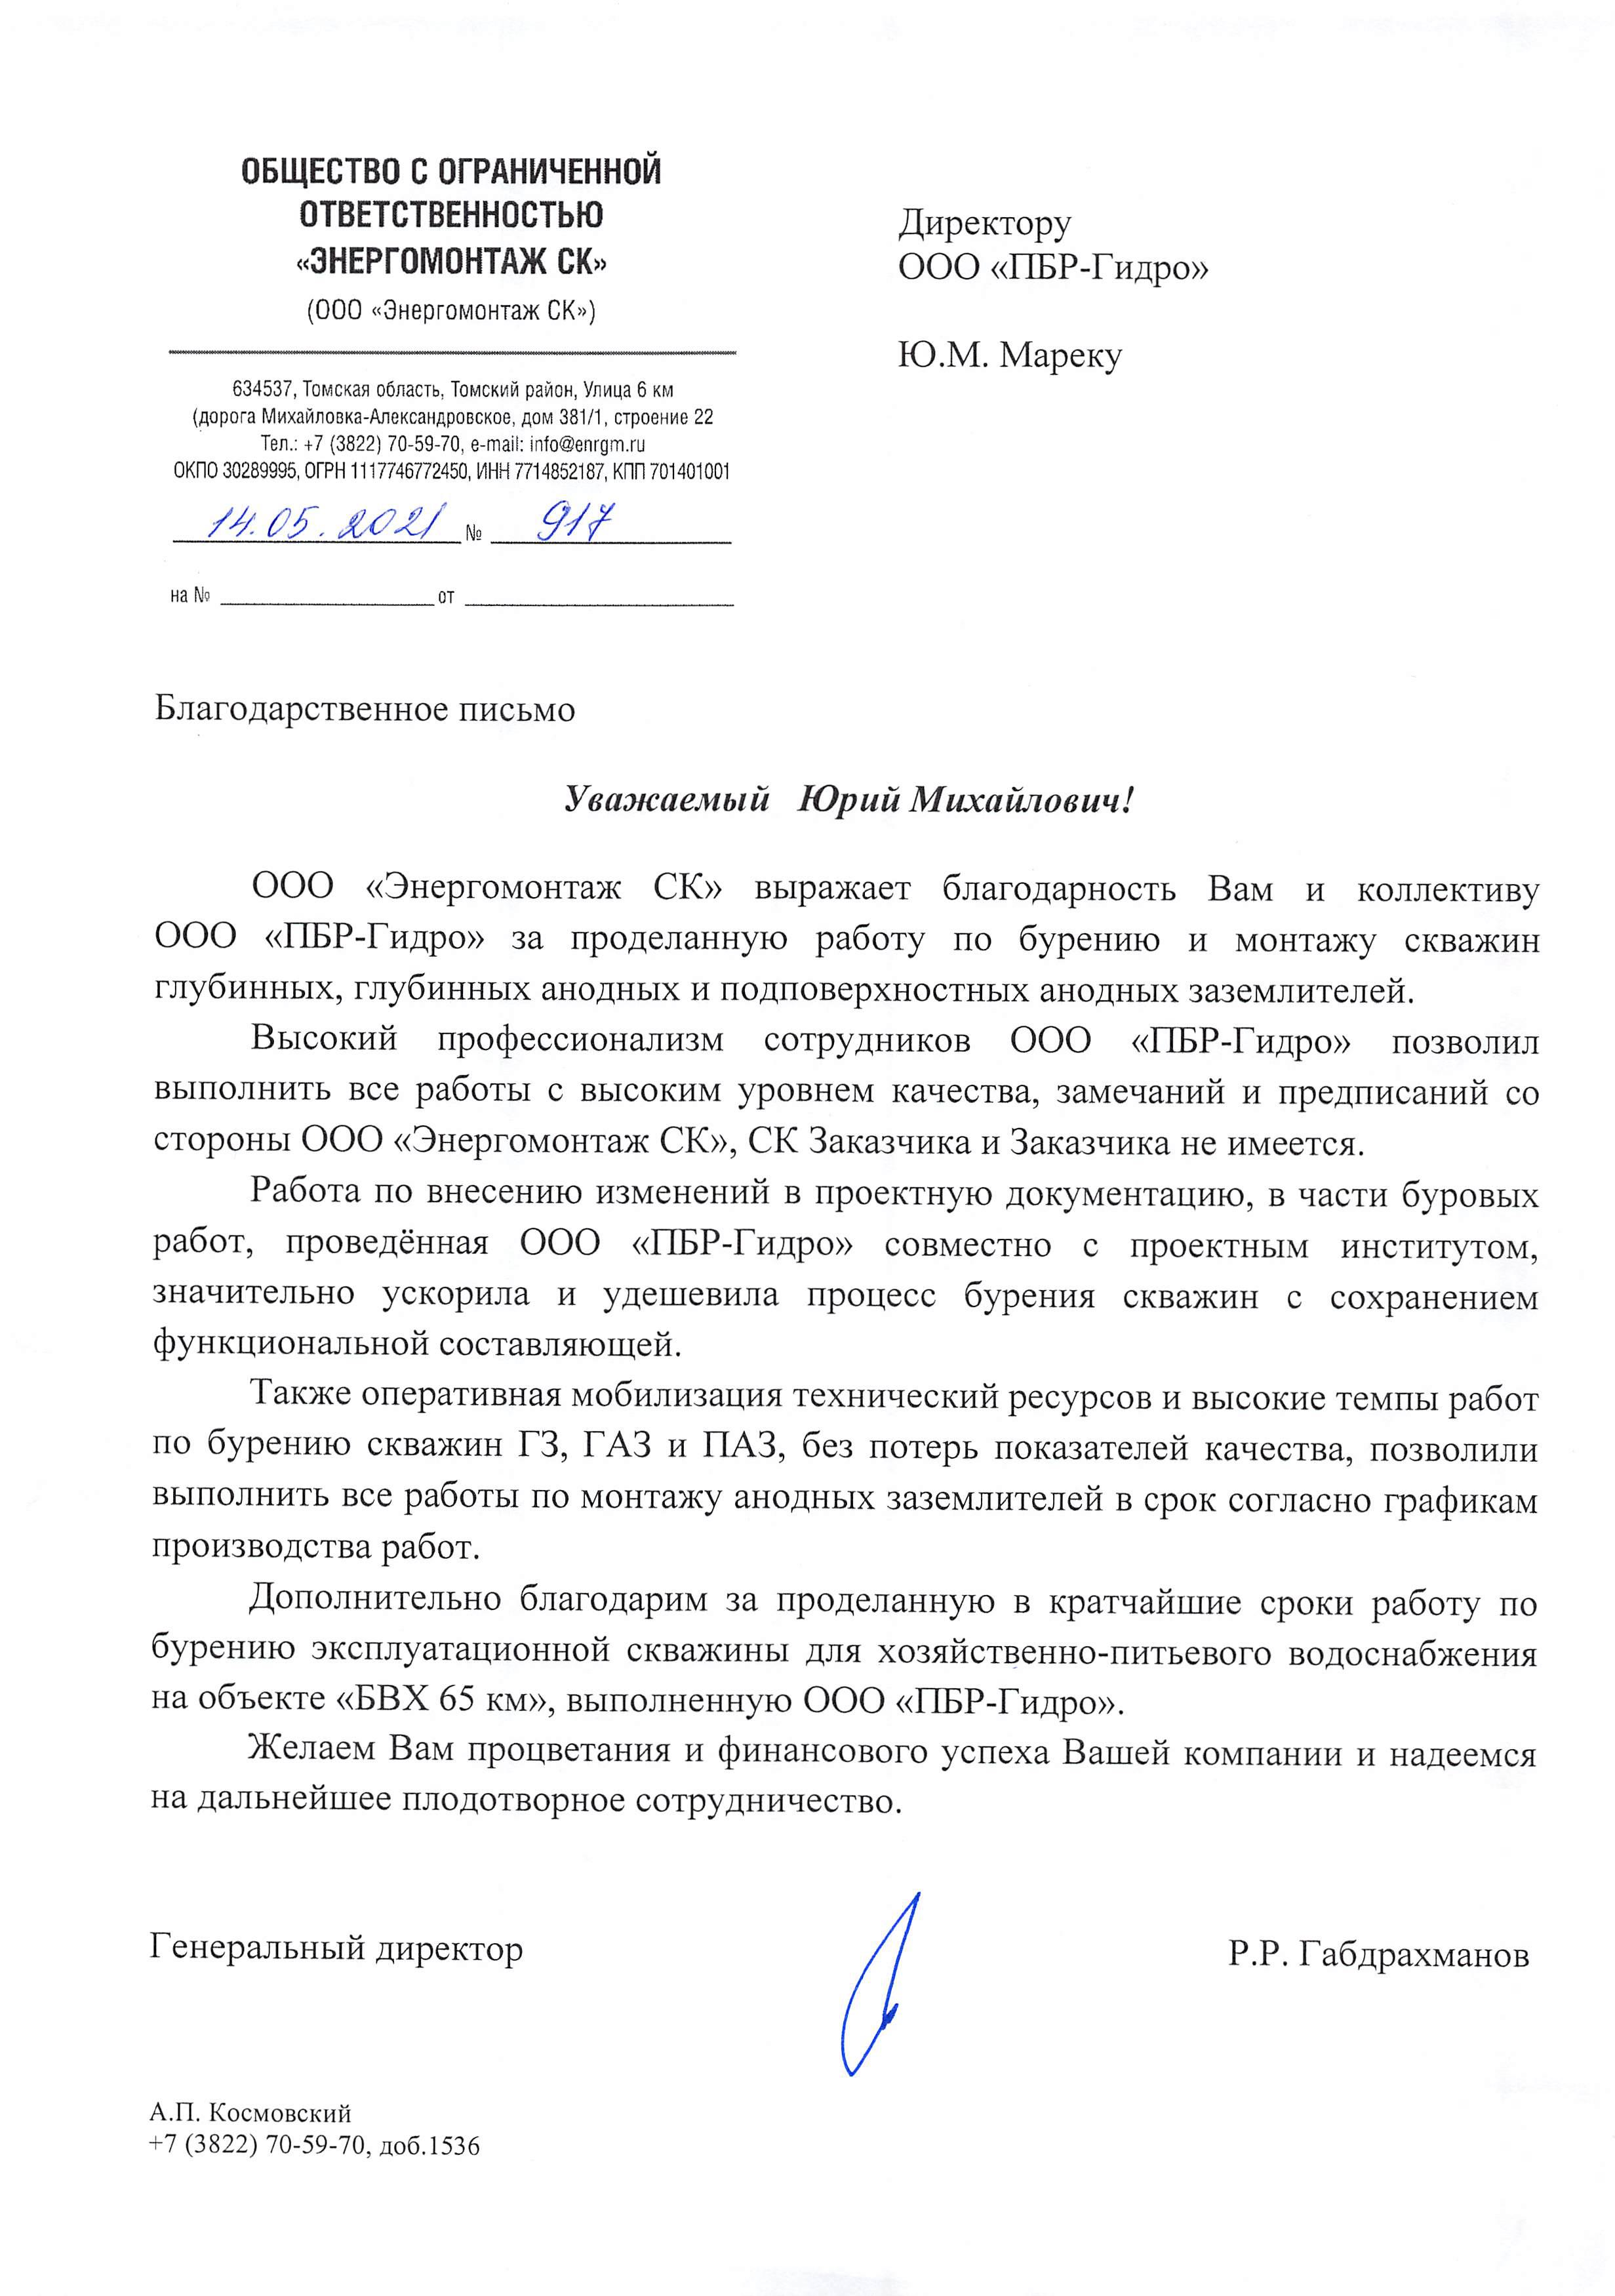 ОБЩЕСТВО С ОГРАНИЧЕННОЙ
ОТВЕТСТВЕННОСТЬЮ
«ЭНЕРГОМОНТАЖ СК»
(ООО «Энергомонтаж СК»)
634537, Томская область, Томский район, Улица 6 км
(дорога Михайловка-Александровское, дом 381/1, строение 22
Тел.: +7 (3822) 70-59-70, e-mail: info@enrgm.ru
ОКПО 30289995, ОГРН 1117746772450, ИНН 7714852187, КПП 701401001
14.05.2021 № 917
на № от
Директору
ООО «ПБР-Гидро»
Ю.М. Мареку
Благодарственное письмо
Уважаемый Юрий Михайлович!
ООО «Энергомонтаж СК» выражает благодарность Вам и коллективу
ООО «ПБР-Гидро» за проделанную работу по бурению и монтажу скважин
глубинных, глубинных анодных и подповерхностных анодных заземлителей.
Высокий профессионализм сотрудников ООО «ПБР-Гидро» позволил
выполнить все работы с высоким уровнем качества, замечаний и предписаний со
стороны ООО «Энергомонтаж СК», СК Заказчика и Заказчика не имеется.
Работа по внесению изменений в проектную документацию, в части буровых
работ, проведённая ООО «ПБР-Гидро» совместно с проектным институтом,
значительно ускорила и удешевила процесс бурения скважин с сохранением
функциональной составляющей.
Также оперативная мобилизация технический ресурсов и высокие темпы работ
по бурению скважин ГЗ, ГАЗ и ПАЗ, без потерь показателей качества, позволили
выполнить все работы по монтажу анодных заземлителей в срок согласно графикам
производства работ.
Дополнительно благодарим за проделанную в кратчайшие сроки работу по
бурению эксплуатационной скважины для хозяйственно-питьевого водоснабжения
на объекте «БВХ 65 км», выполненную ООО «ПБР-Гидро».
Желаем Вам процветания и финансового успеха Вашей компании и надеемся
на дальнейшее плодотворное сотрудничество.
Генеральный директор Р.Р. Габдрахманов
А.П. Космовский
+7 (3822) 70-59-70, доб.1536